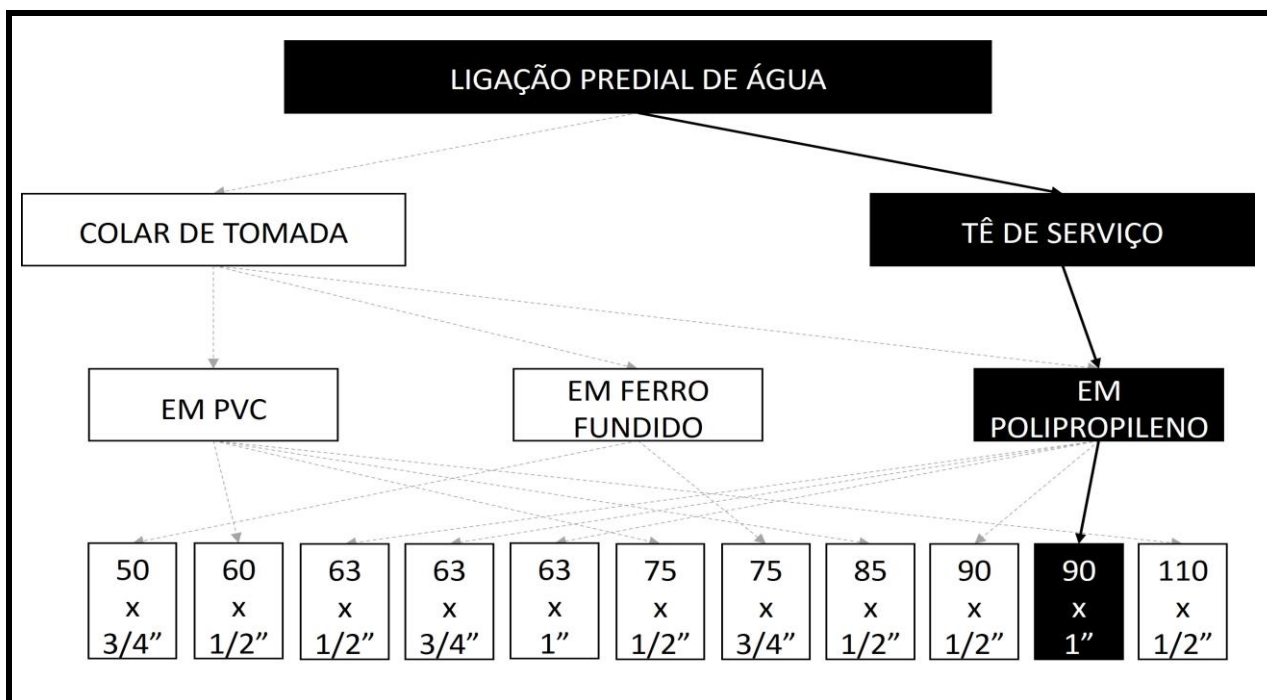 LIGAÇÃO PREDIAL DE ÁGUA
COLAR DE TOMADA
TÊ DE SERVIÇO
EM PVC
EM FERRO
FUNDIDO
EM
POLIPROPILENO
50
x
3/4”
60
x
1/2”
63
x
1/2”
63
x
3/4”
63
x
1”
75
x
1/2”
75
x
3/4”
85
x
1/2”
90
x
1/2”
90
x
1”
110
x
1/2”